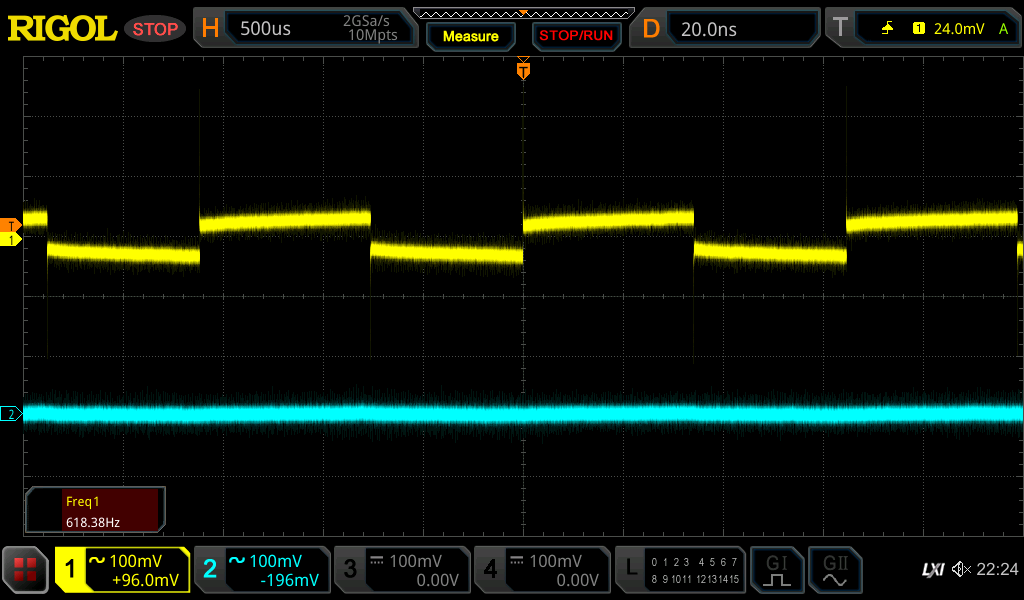 RIGOL STOP H 500us 2GSa/s 10Mpts Measure STOP/RUN D 20.0ns T 1 24.0mV A
T
T
1
2
Freq1
618.38Hz
1 100mV +96.0mV
2 100mV -196mV
3 100mV 0.00V
4 100mV 0.00V
L 0 1 2 3 4 5 6 7
8 9 10 11 12 13 14 15
GI GII
LXI 22:24